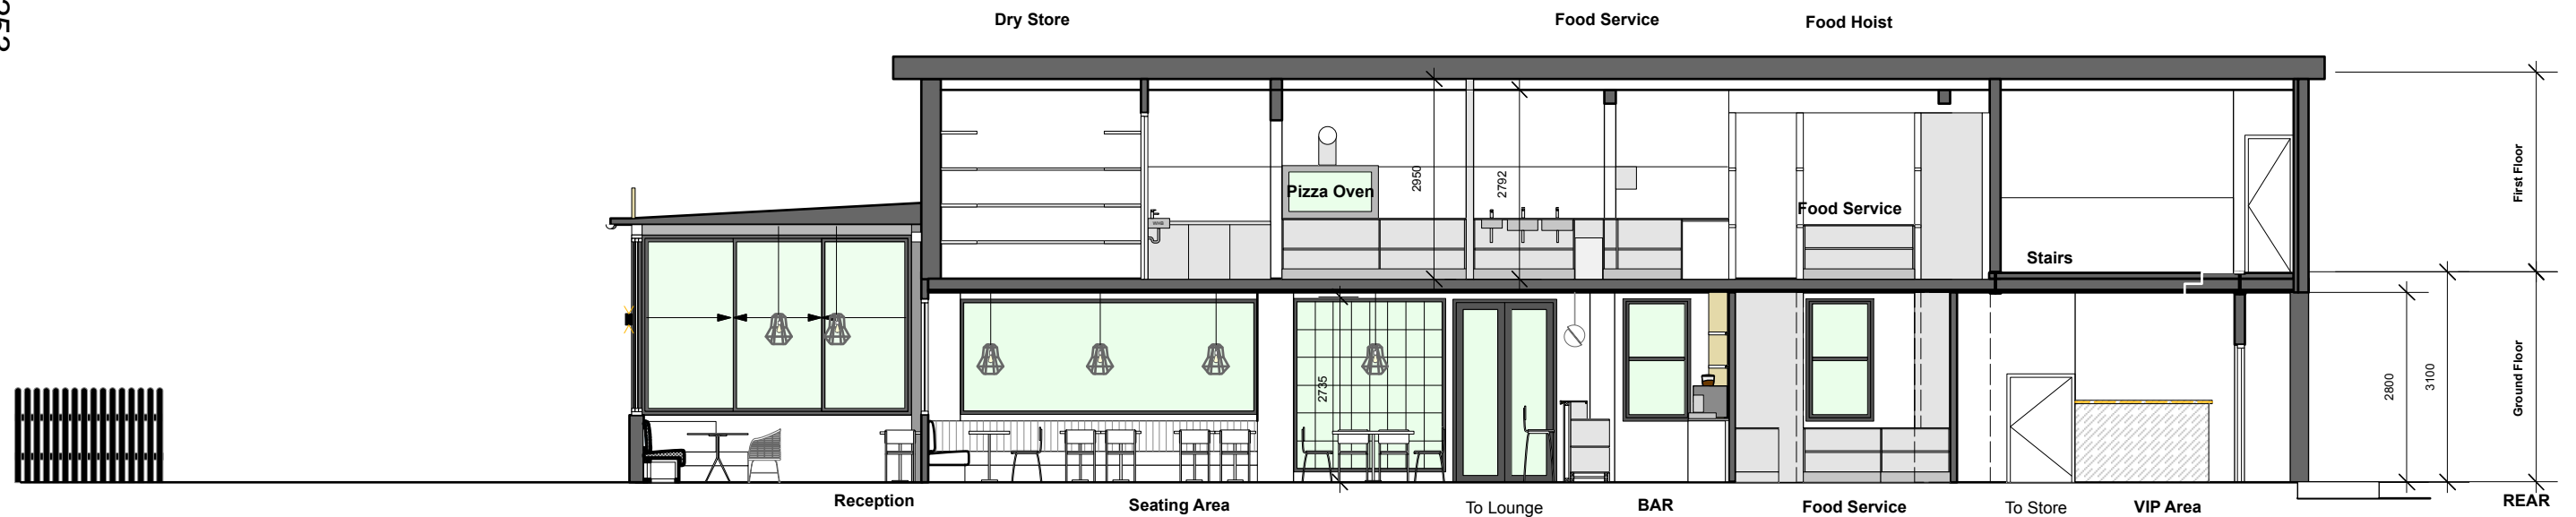 Dry Store
Food Service
Food Hoist
Pizza Oven
2950
2792
Food Service
Stairs
First Floor
2735
2800
3100
Ground Floor
Reception
Seating Area
To Lounge
BAR
Food Service
To Store
VIP Area
REAR